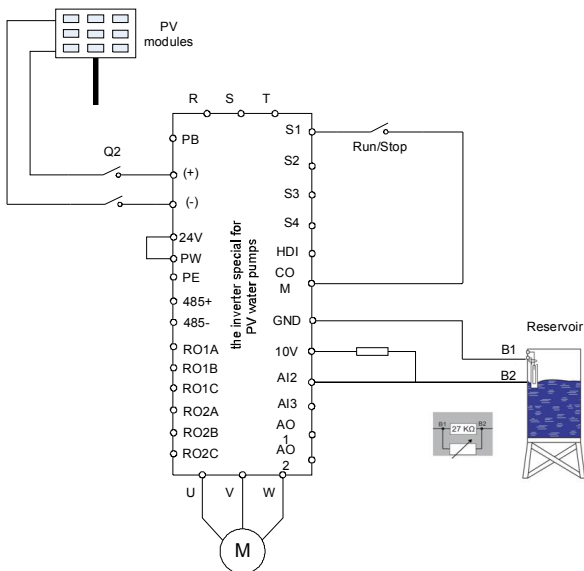 PV
modules
R S T
PB
Q2
(+)
(-)
24V
PW
PE
485+
485-
RO1A
RO1B
RO1C
RO2A
RO2B
RO2C
the inverter special for
PV water pumps
S1
Run/Stop
S2
S3
S4
HDI
CO
M
GND
10V
AI2
AI3
AO
1
AO
2
Reservoir
B1
B2
B1 27 KΩ B2
U V W
M